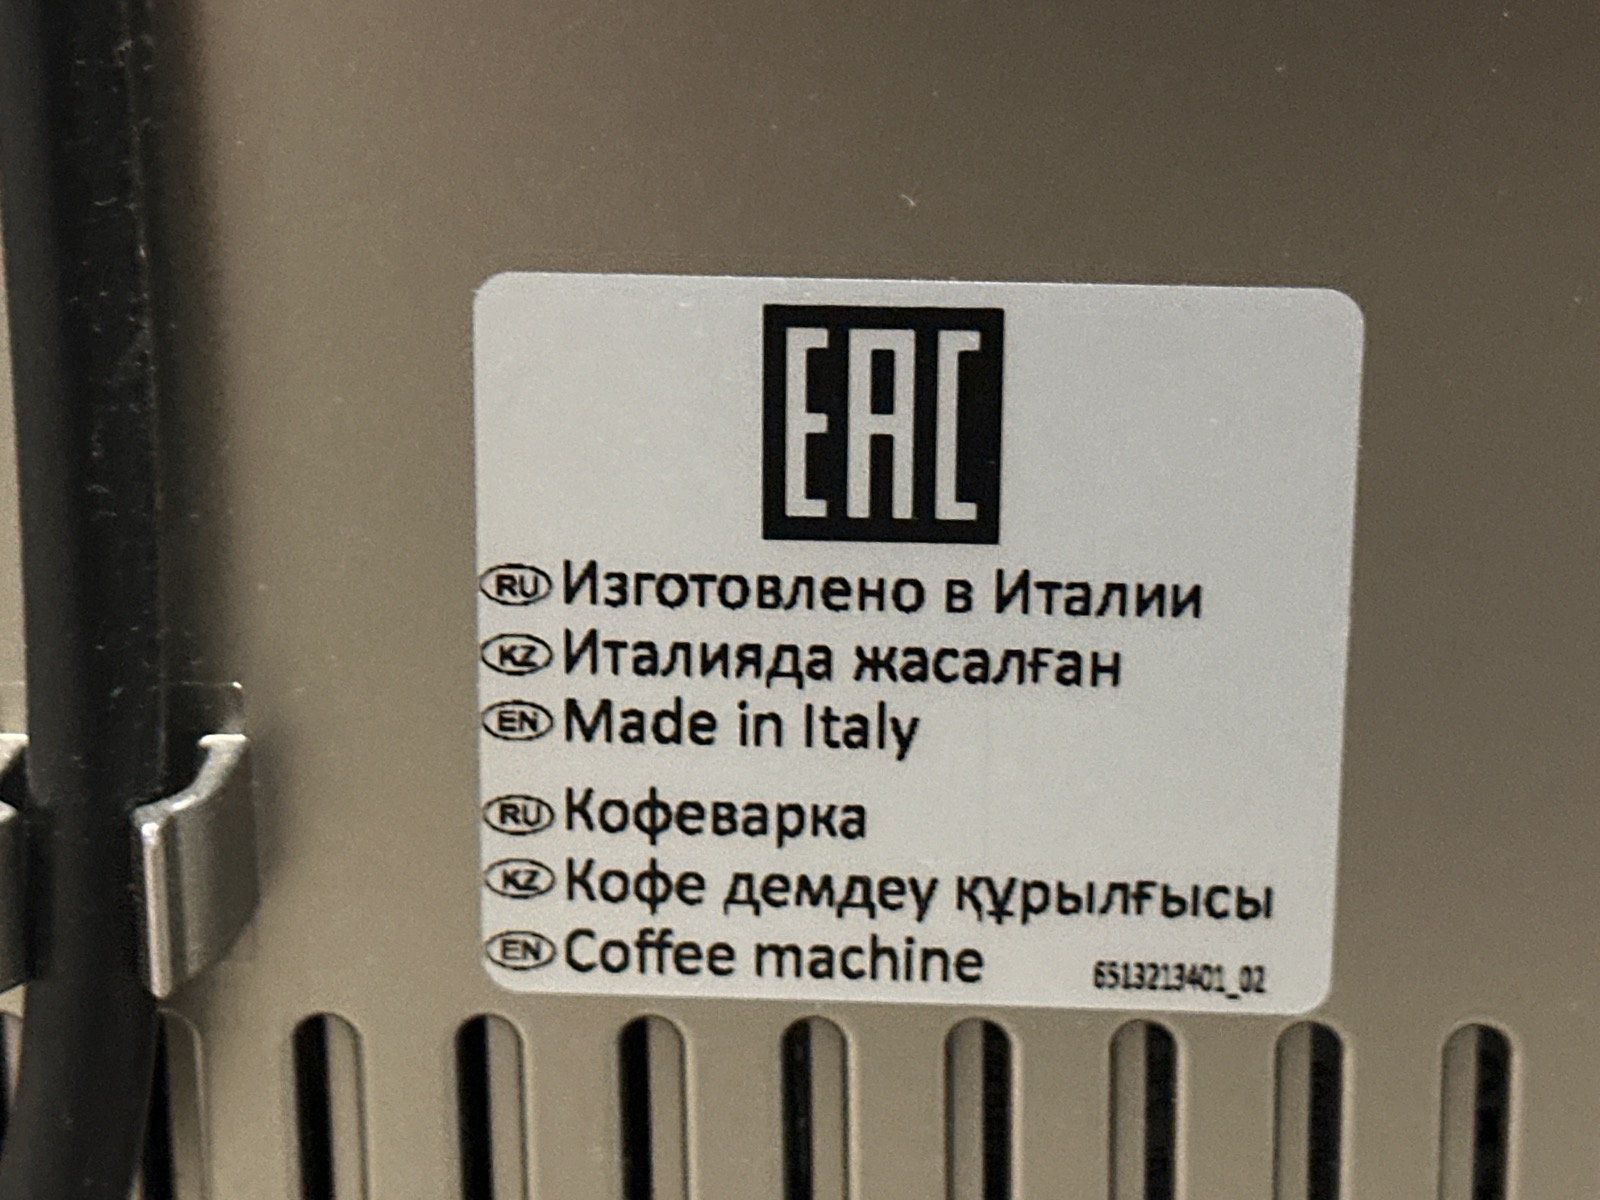 EAC
RU Изготовлено в Италии
KZ Италияда жасалған
EN Made in Italy
RU Кофеварка
KZ Кофе демдеу құрылғысы
EN Coffee machine
6513213401_02